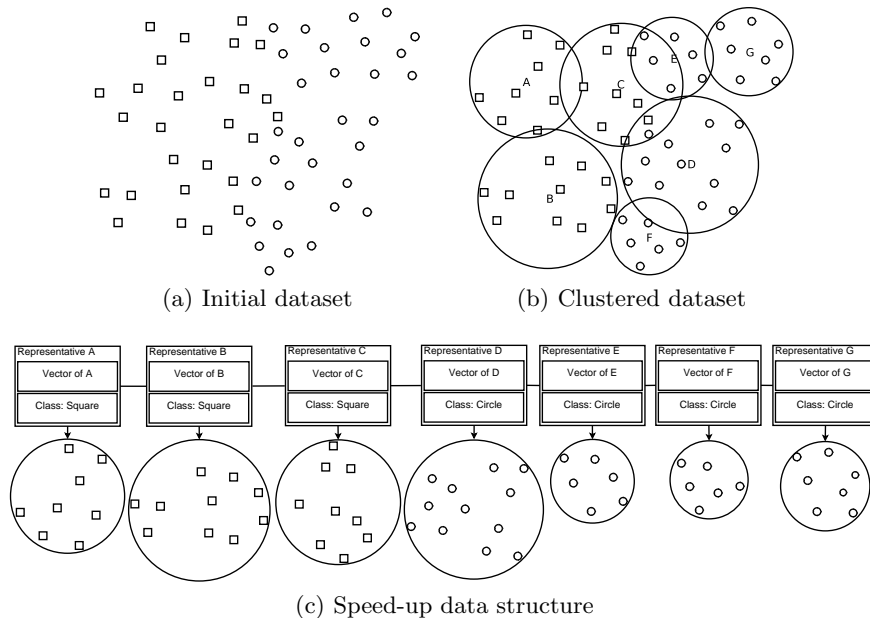 A
B
C
D
E
F
G
(a) Initial dataset
(b) Clustered dataset
Representative A
Vector of A
Class: Square
Representative B
Vector of B
Class: Square
Representative C
Vector of C
Class: Square
Representative D
Vector of D
Class: Circle
Representative E
Vector of E
Class: Circle
Representative F
Vector of F
Class: Circle
Representative G
Vector of G
Class: Circle
(c) Speed-up data structure